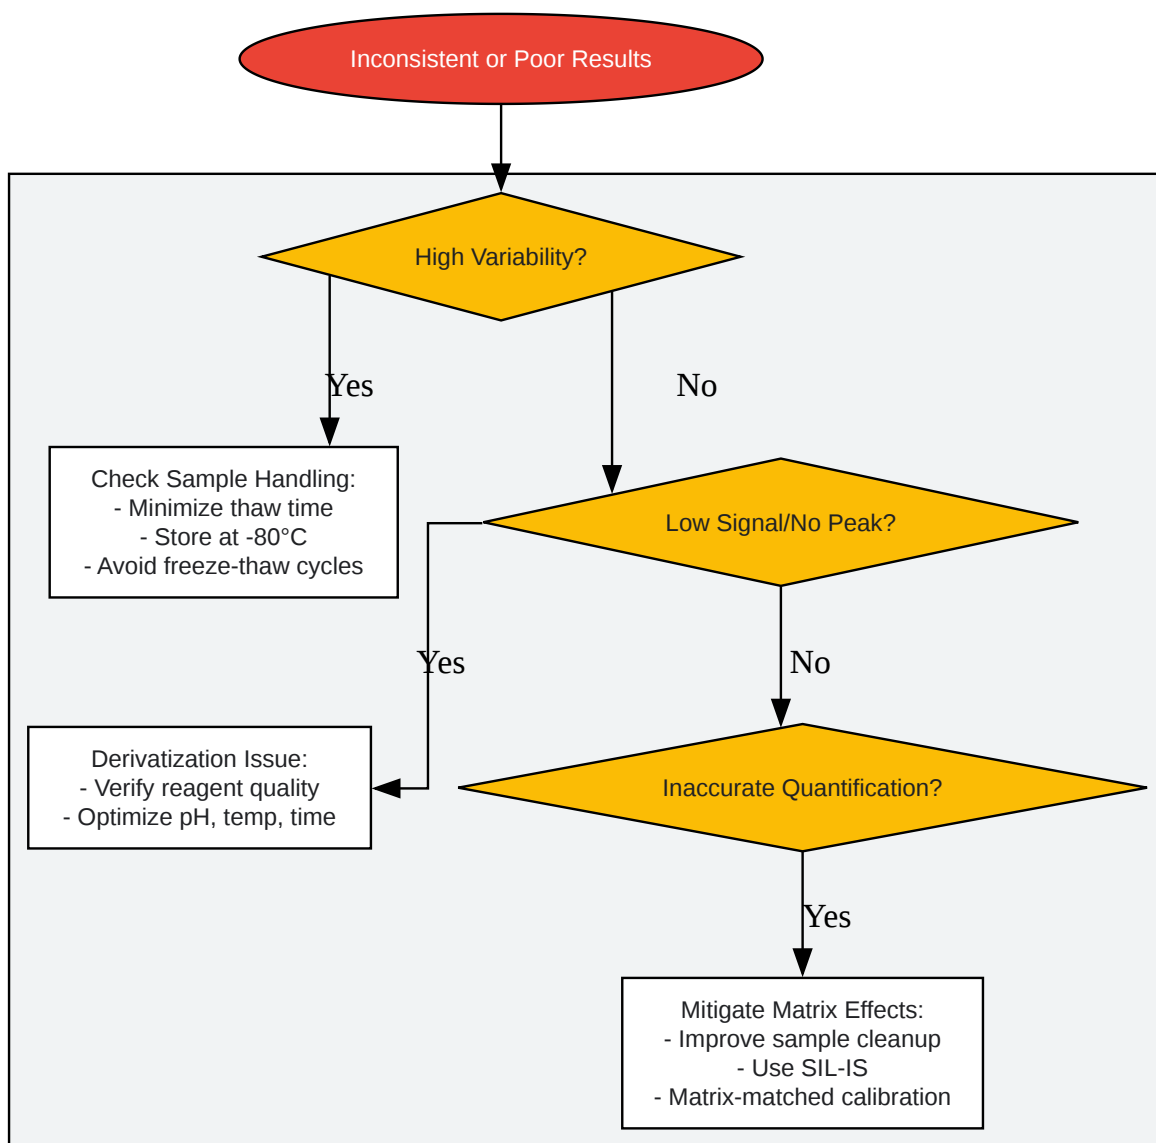 Inconsistent or Poor Results
High Variability?
Yes
No
Check Sample Handling:
- Minimize thaw time
- Store at -80°C
- Avoid freeze-thaw cycles
Low Signal/No Peak?
Yes
No
Derivatization Issue:
- Verify reagent quality
- Optimize pH, temp, time
Inaccurate Quantification?
Yes
Mitigate Matrix Effects:
- Improve sample cleanup
- Use SIL-IS
- Matrix-matched calibration